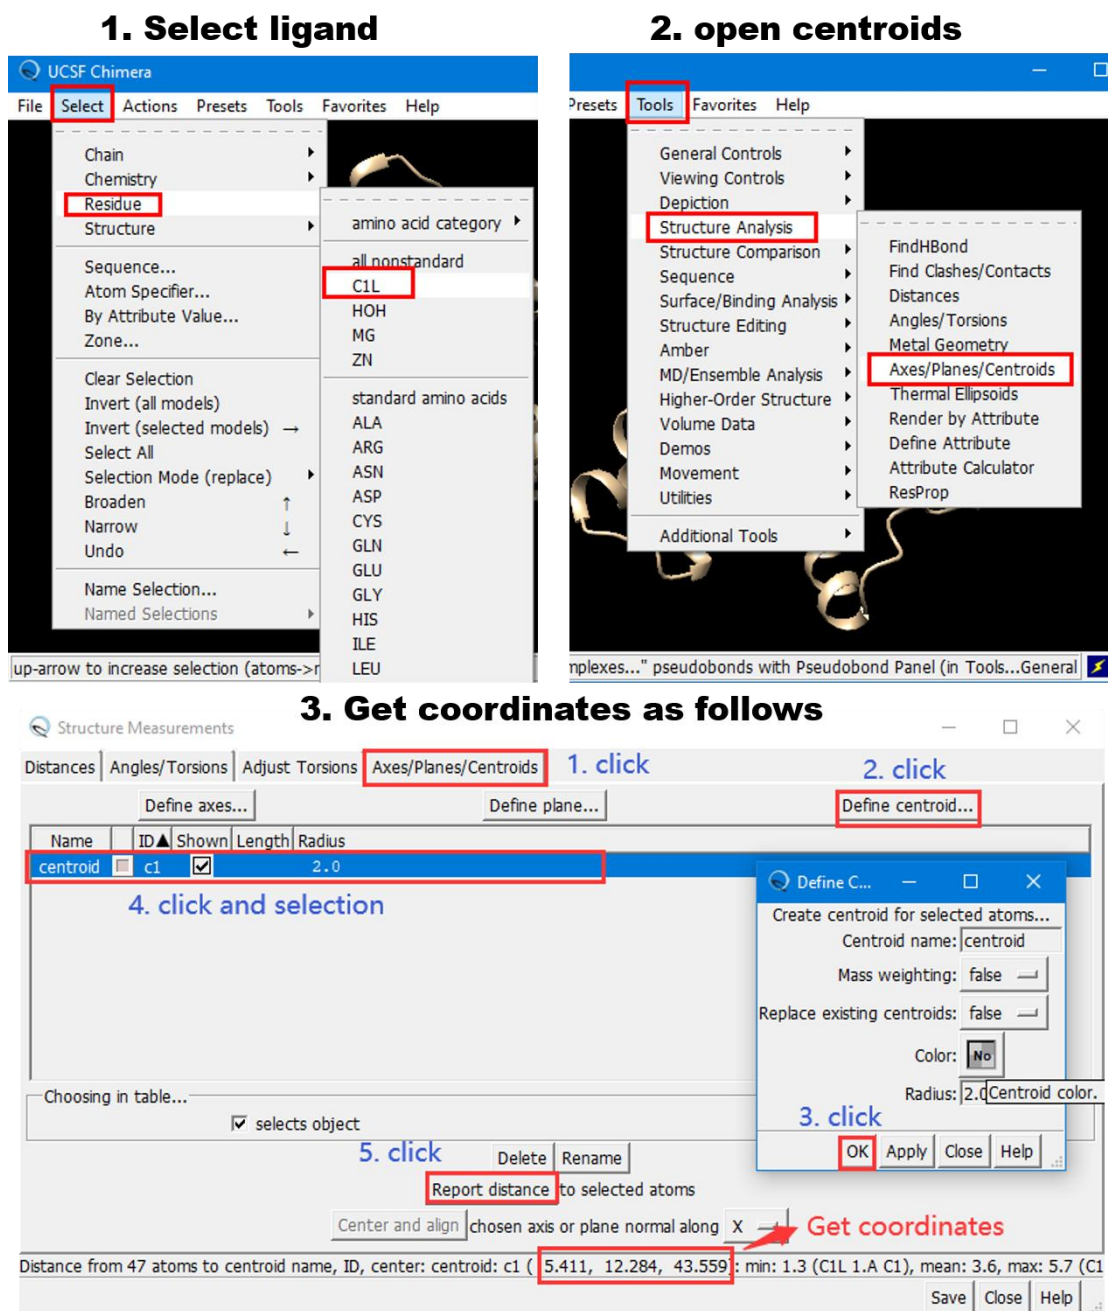 1. Select ligand
2. open centroids
UCSF Chimera
File Select Actions Presets Tools Favorites Help
Chain
Chemistry
Residue
Structure
Sequence...
Atom Specifier...
By Attribute Value...
Zone...
Clear Selection
Invert (all models)
Invert (selected models) →
Select All
Selection Mode (replace)
Broaden ↑
Narrow ↓
Undo ←
Name Selection...
Named Selections
amino acid category
all nonstandard
C1L
HOH
MG
ZN
standard amino acids
ALA
ARG
ASN
ASP
CYS
GLN
GLU
GLY
HIS
ILE
LEU
up-arrow to increase selection (atoms->r
Presets Tools Favorites Help
General Controls
Viewing Controls
Depiction
Structure Analysis
Structure Comparison
Sequence
Surface/Binding Analysis
Structure Editing
Amber
MD/Ensemble Analysis
Higher-Order Structure
Volume Data
Demos
Movement
Utilities
Additional Tools
FindHBond
Find Clashes/Contacts
Distances
Angles/Torsions
Metal Geometry
Axes/Planes/Centroids
Thermal Ellipsoids
Render by Attribute
Define Attribute
Attribute Calculator
ResProp
mplexes..." pseudobonds with Pseudobond Panel (in Tools...General
3. Get coordinates as follows
Structure Measurements
Distances Angles/Torsions Adjust Torsions Axes/Planes/Centroids 1. click
2. click
Define axes... Define plane... Define centroid...
Name ID▲ Shown Length Radius
centroid c1 2.0
4. click and selection
Define C...
Create centroid for selected atoms...
Centroid name: centroid
Mass weighting: false
Replace existing centroids: false
Color: No
Radius: 2.0
Centroid color.
3. click
OK Apply Close Help
Choosing in table...
selects object
5. click
Delete Rename
Report distance to selected atoms
Center and align chosen axis or plane normal along X
Get coordinates
Distance from 47 atoms to centroid name, ID, center: centroid: c1 ( 5.411, 12.284, 43.559): min: 1.3 (C1L 1.A C1), mean: 3.6, max: 5.7 (C1
Save Close Help